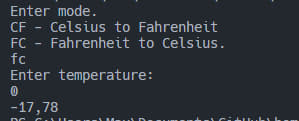 Enter mode.
CF - Celsius to Fahrenheit
FC - Fahrenheit to Celsius.
fc
Enter temperature:
0
-17,78